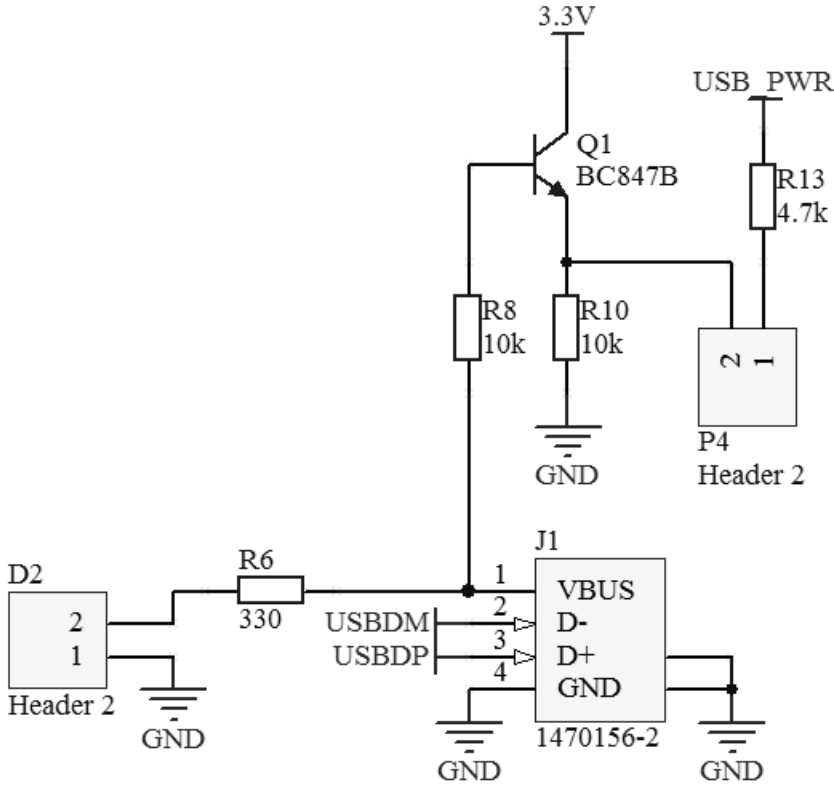 3.3V
USB_PWR
Q1
BC847B
R13
4.7k
R8
10k
R10
10k
2 1
P4
Header 2
GND
J1
D2
R6
330
1 VBUS
USBDM 2 D-
USBDP 3 D+
4 GND
2
1
Header 2
GND
1470156-2
GND
GND